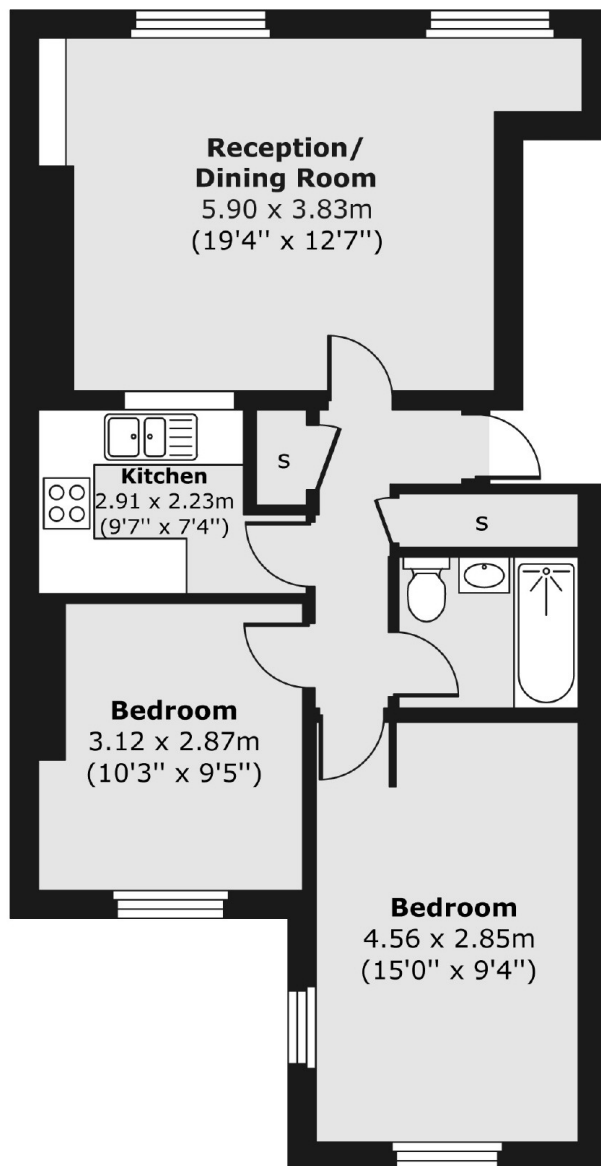 Reception/
Dining Room
5.90 x 3.83m
(19'4'' x 12'7'')
s
Kitchen
2.91 x 2.23m
(9'7'' x 7'4'')
s
Bedroom
3.12 x 2.87m
(10'3'' x 9'5'')
Bedroom
4.56 x 2.85m
(15'0'' x 9'4'')